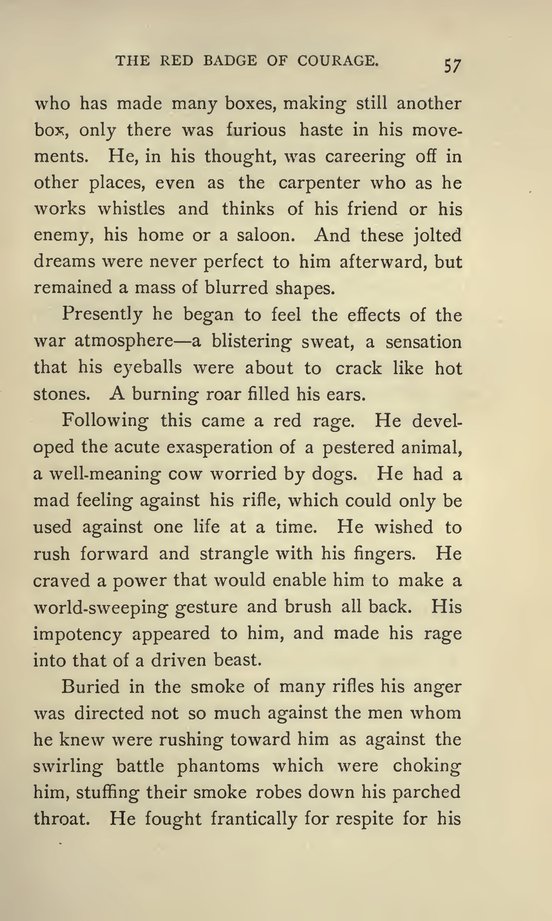 THE RED BADGE OF COURAGE. 57
who has made many boxes, making still another
box, only there was furious haste in his move-
ments. He, in his thought, was careering off in
other places, even as the carpenter who as he
works whistles and thinks of his friend or his
enemy, his home or a saloon. And these jolted
dreams were never perfect to him afterward, but
remained a mass of blurred shapes.
Presently he began to feel the effects of the
war atmosphere—a blistering sweat, a sensation
that his eyeballs were about to crack like hot
stones. A burning roar filled his ears.
Following this came a red rage. He devel-
oped the acute exasperation of a pestered animal,
a well-meaning cow worried by dogs. He had a
mad feeling against his rifle, which could only be
used against one life at a time. He wished to
rush forward and strangle with his fingers. He
craved a power that would enable him to make a
world-sweeping gesture and brush all back. His
impotency appeared to him, and made his rage
into that of a driven beast.
Buried in the smoke of many rifles his anger
was directed not so much against the men whom
he knew were rushing toward him as against the
swirling battle phantoms which were choking
him, stuffing their smoke robes down his parched
throat. He fought frantically for respite for his